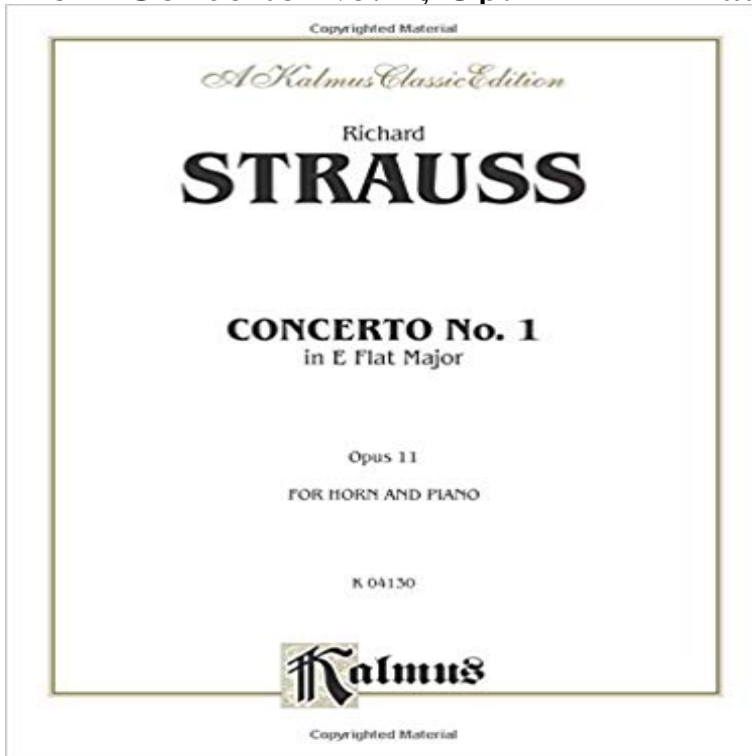 Copyrighted Material
A Kalmus Classic Edition
Richard
STRAUSS
CONCERTO No. 1
in E Flat Major
Opus 11
FOR HORN AND PIANO
K 04130
Kalmus
Copyrighted Material